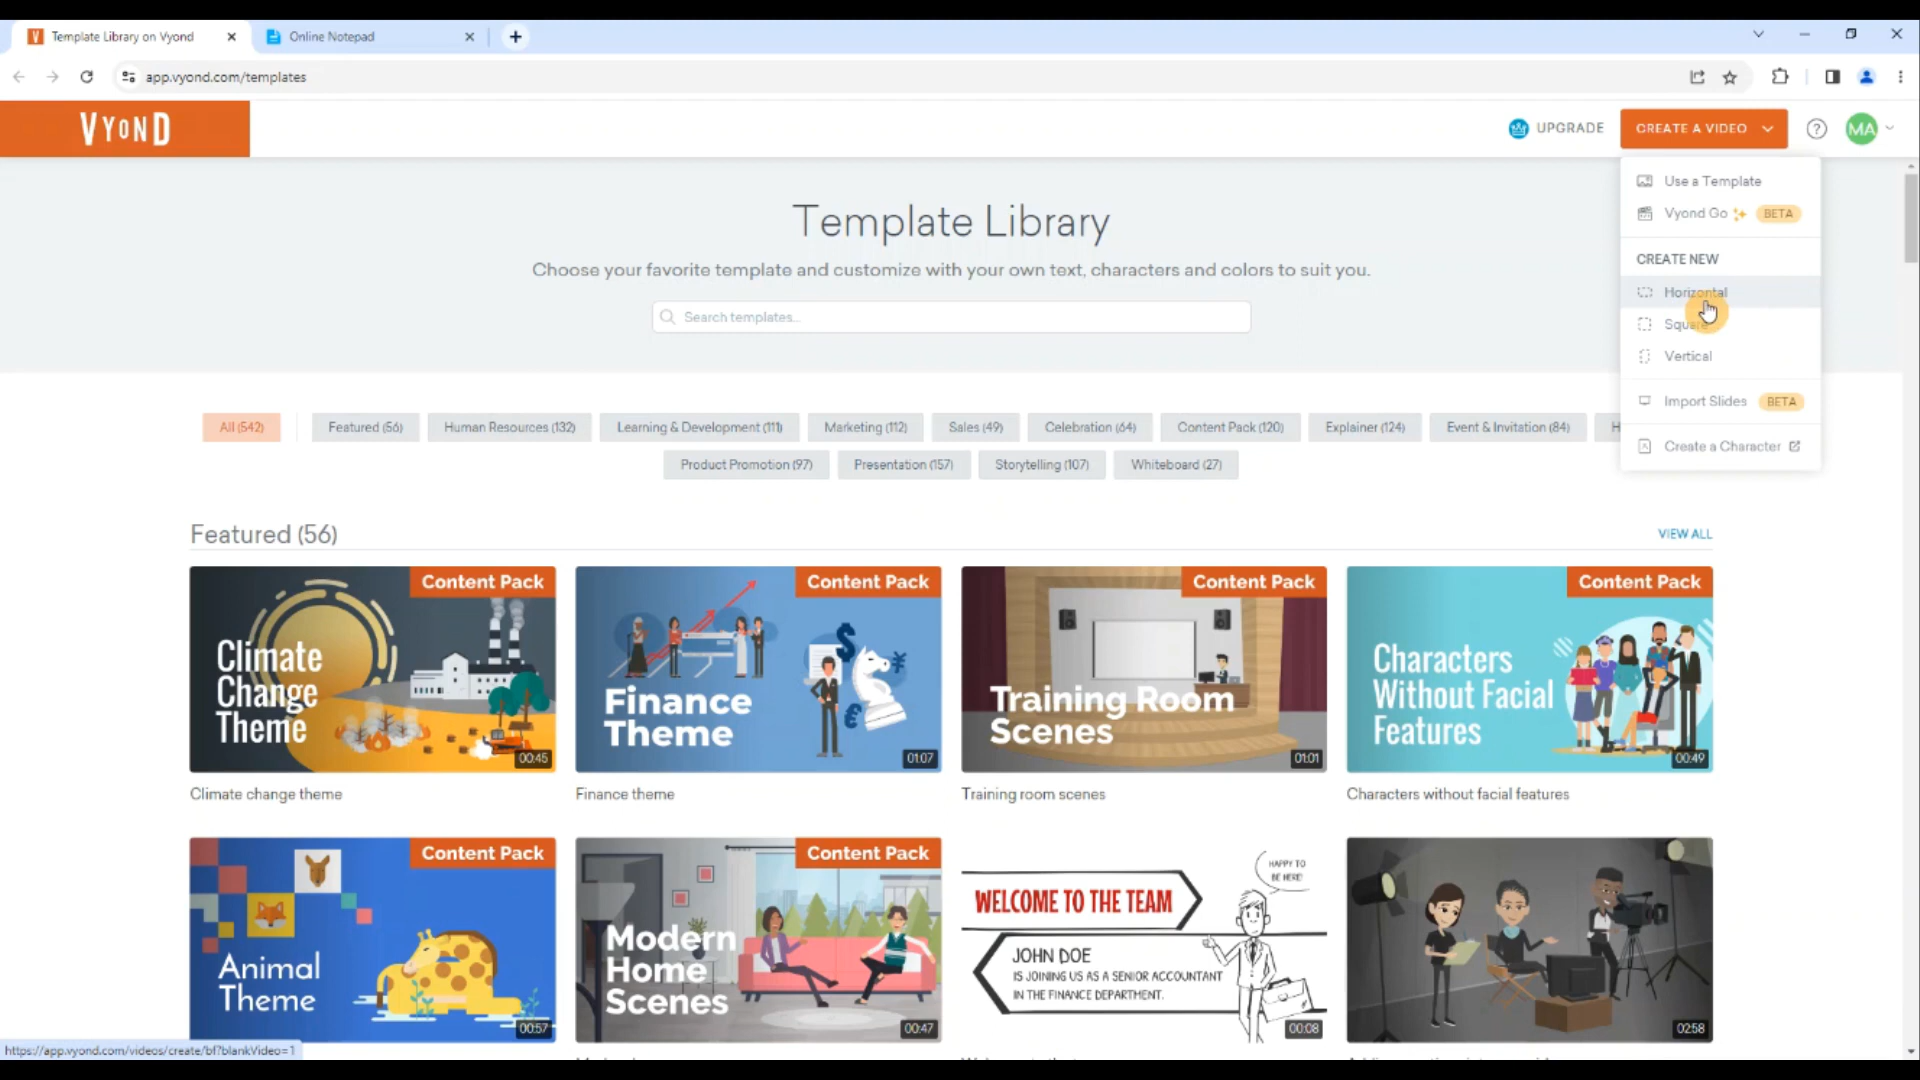 Template Library on Vyond
Online Notepad
app.vyond.com/templates
VYOND
UPGRADE
CREATE A VIDEO
MA
Use a Template
Vyond Go BETA
CREATE NEW
Horizontal
Square
Vertical
Import Slides BETA
Create a Character
Template Library
Choose your favorite template and customize with your own text, characters and colors to suit you.
Search templates...
All (542)
Featured (56)
Human Resources (132)
Learning & Development (111)
Marketing (112)
Sales (49)
Celebration (64)
Content Pack (120)
Explainer (124)
Event & Invitation (84)
H
Product Promotion (97)
Presentation (157)
Storytelling (107)
Whiteboard (27)
Featured (56)
VIEW ALL
Content Pack
Climate
Change
Theme
00:45
Content Pack
Finance
Theme
01:07
Content Pack
Training Room
Scenes
01:01
Content Pack
Characters
Without Facial
Features
00:49
Climate change theme
Finance theme
Training room scenes
Characters without facial features
Content Pack
Animal
Theme
00:57
Content Pack
Modern
Home
Scenes
00:47
HAPPY TO
BE HERE!
WELCOME TO THE TEAM
JOHN DOE
IS JOINING US AS A SENIOR ACCOUNTANT
IN THE FINANCE DEPARTMENT.
00:08
02:58
https://app.vyond.com/videos/create/bf?blankVideo=1